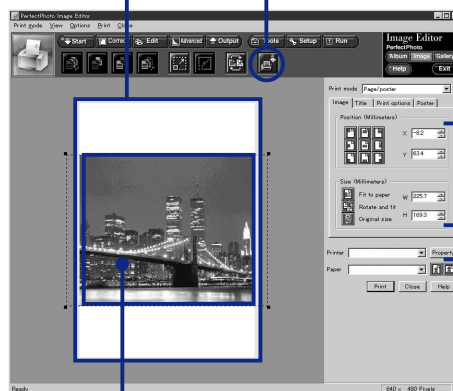 PerfectPhoto Image Editor
Print mode View Options Print Close
Start Correct Edit Advanced Output Tools Setup Run
Image Editor
PerfectPhoto
Album Image Gallery
Help Exit
Print mode Page/poster
Image Title Print options Poster
Position (Millimeters)
X -8.2
Y 63.4
Size (Millimeters)
Fit to paper W 225.7
Rotate and fit
Original size H 169.3
Printer Property
Paper
Print Close Help
Ready 640 x 480 Pixels